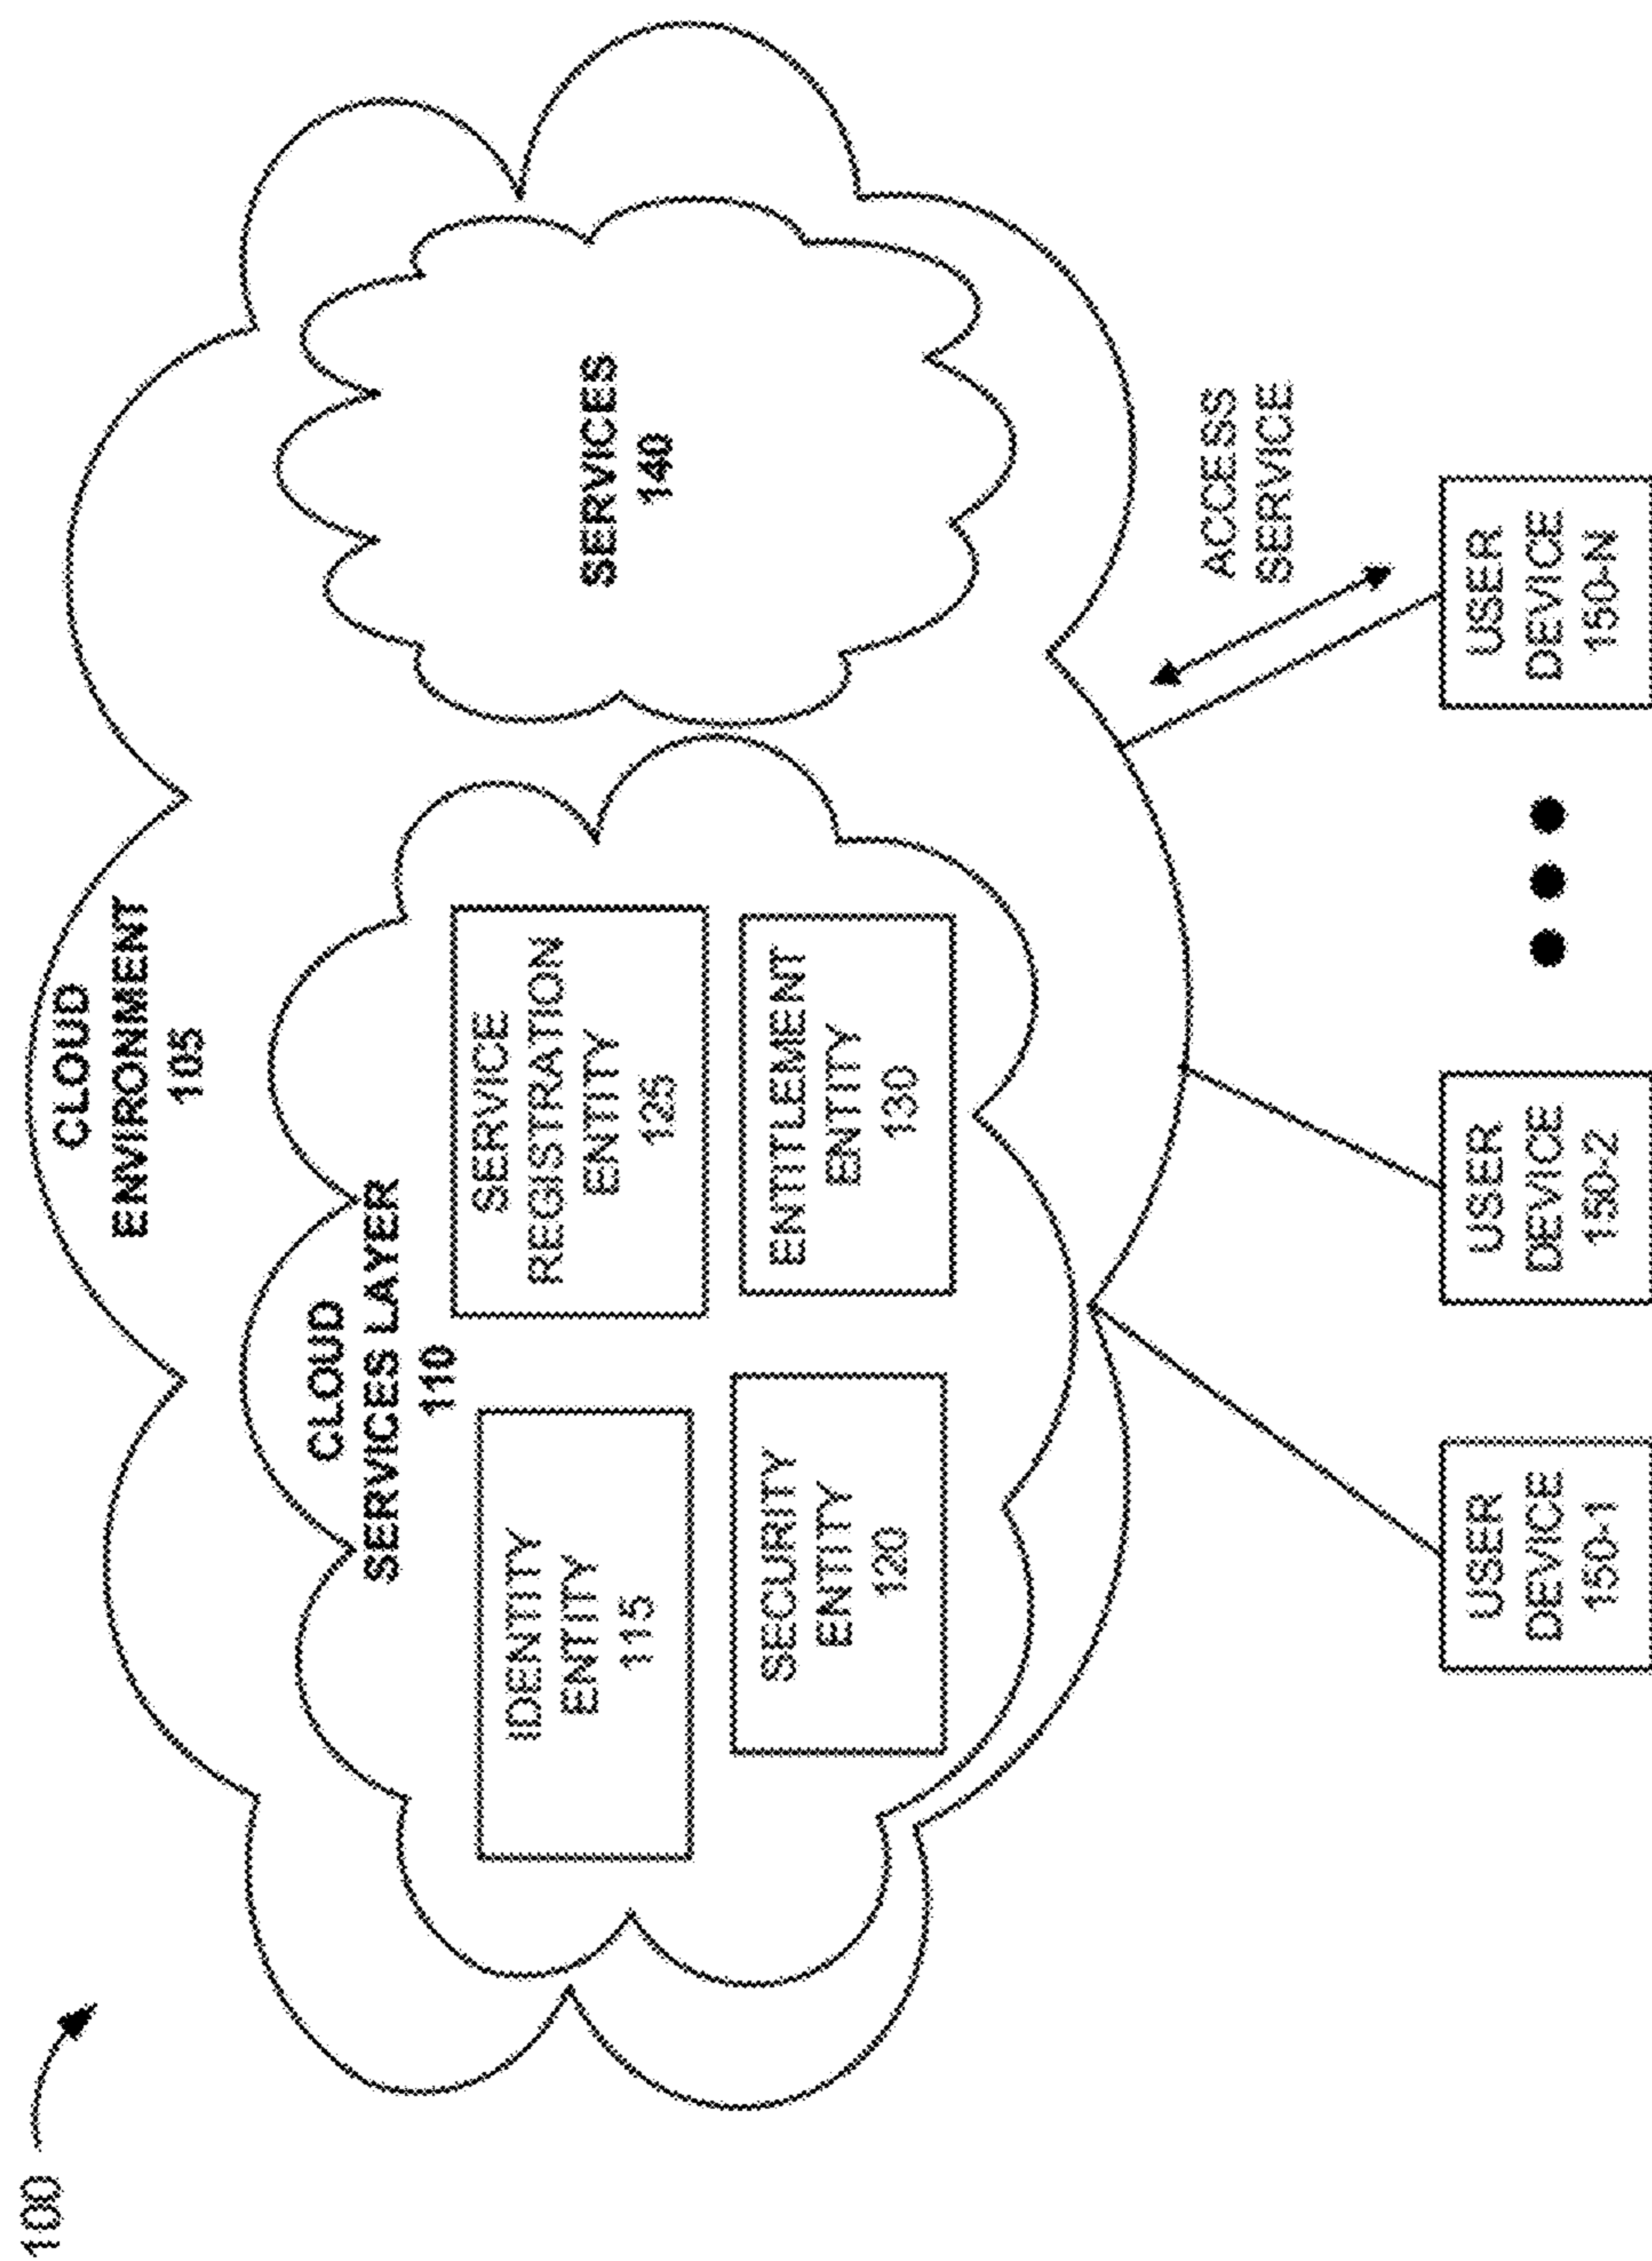 100
CLOUD
ENVIRONMENT
105
CLOUD
SERVICES LAYER
110
IDENTITY
ENTITY
115
SERVICE
REGISTRATION
ENTITY
125
SECURITY
ENTITY
120
ENTITLEMENT
ENTITY
130
SERVICES
140
ACCESS
SERVICE
USER
DEVICE
150-1
USER
DEVICE
150-2
USER
DEVICE
150-N